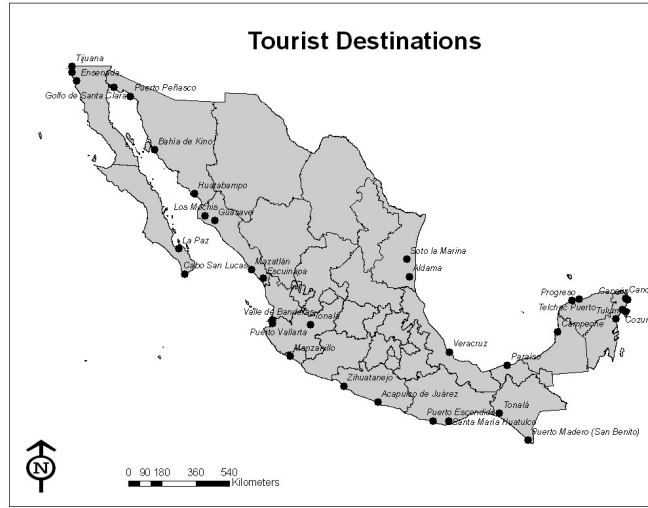 Tourist Destinations
Tijuana
Ensenada
Golfo de Santa Clara
Puerto Peñasco
Bahía de Kino
Huatabampo
Los Mochis
Guasave
La Paz
Cabo San Lucas
Mazatlán
Escuinapa
Soto la Marina
Aldama
Valle de Banderas
Tonalá
Puerto Vallarta
Manzanillo
Zihuatanejo
Acapulco de Juárez
Puerto Escondido
Santa María Huatulco
Tonalá
Puerto Madero (San Benito)
Veracruz
Paraíso
Campeche
Progreso
Telchac Puerto
Cancún
Canc
Tulum
Cozum
N
0 90 180 360 540
Kilometers